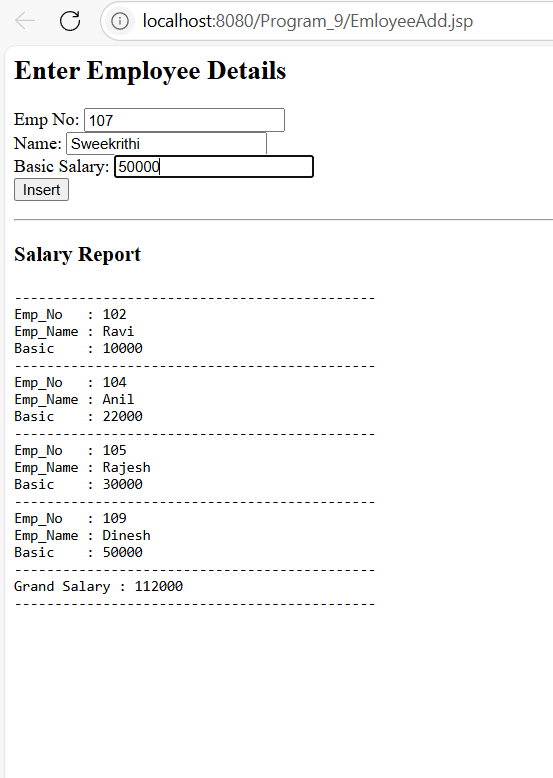 localhost:8080/Program_9/EmloyeeAdd.jsp
Enter Employee Details
Emp No: 107
Name: Sweekrithi
Basic Salary: 50000
Insert
Salary Report
---------------------------------------------
Emp_No   : 102
Emp_Name : Ravi
Basic    : 10000
---------------------------------------------
Emp_No   : 104
Emp_Name : Anil
Basic    : 22000
---------------------------------------------
Emp_No   : 105
Emp_Name : Rajesh
Basic    : 30000
---------------------------------------------
Emp_No   : 109
Emp_Name : Dinesh
Basic    : 50000
---------------------------------------------
Grand Salary : 112000
---------------------------------------------